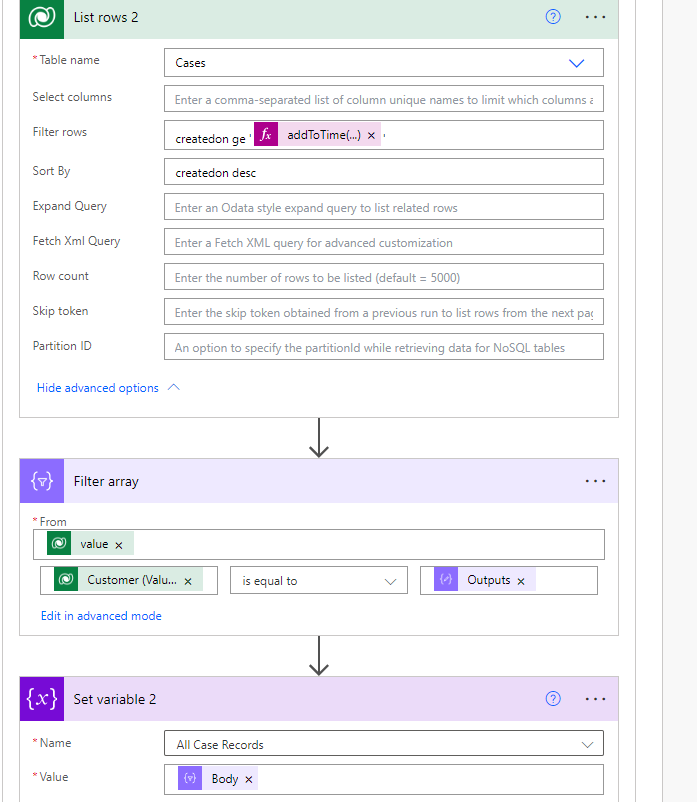 List rows 2
* Table name
Cases
Select columns
Enter a comma-separated list of column unique names to limit which columns a
Filter rows
createdon ge ' fx addToTime(...) × '
Sort By
createdon desc
Expand Query
Enter an Odata style expand query to list related rows
Fetch Xml Query
Enter a Fetch XML query for advanced customization
Row count
Enter the number of rows to be listed (default = 5000)
Skip token
Enter the skip token obtained from a previous run to list rows from the next pag
Partition ID
An option to specify the partitionId while retrieving data for NoSQL tables
Hide advanced options
Filter array
* From
value ×
Customer (Valu... × is equal to Outputs ×
Edit in advanced mode
{x} Set variable 2
* Name
All Case Records
* Value
Body ×